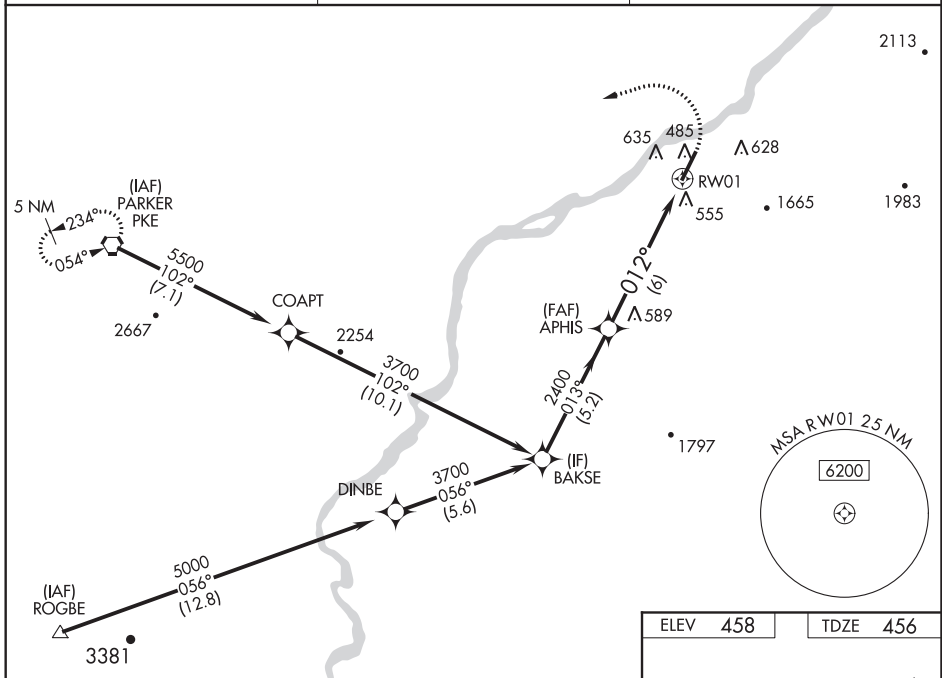 2113
635
485
628
RW01
555
1665
1983
(IAF)
PARKER
PKE
5 NM
234°
054°
5500
102°
(7.1)
COAPT
2667
2254
3700
102°
(10.1)
012°
(6)
(FAF)
APHIS
589
2400
013°
(5.2)
1797
(IF)
BAKSE
DINBE
3700
056°
(5.6)
MSA RW01 25 NM
6200
5000
056°
(12.8)
(IAF)
ROGBE
3381
ELEV 458
TDZE 456